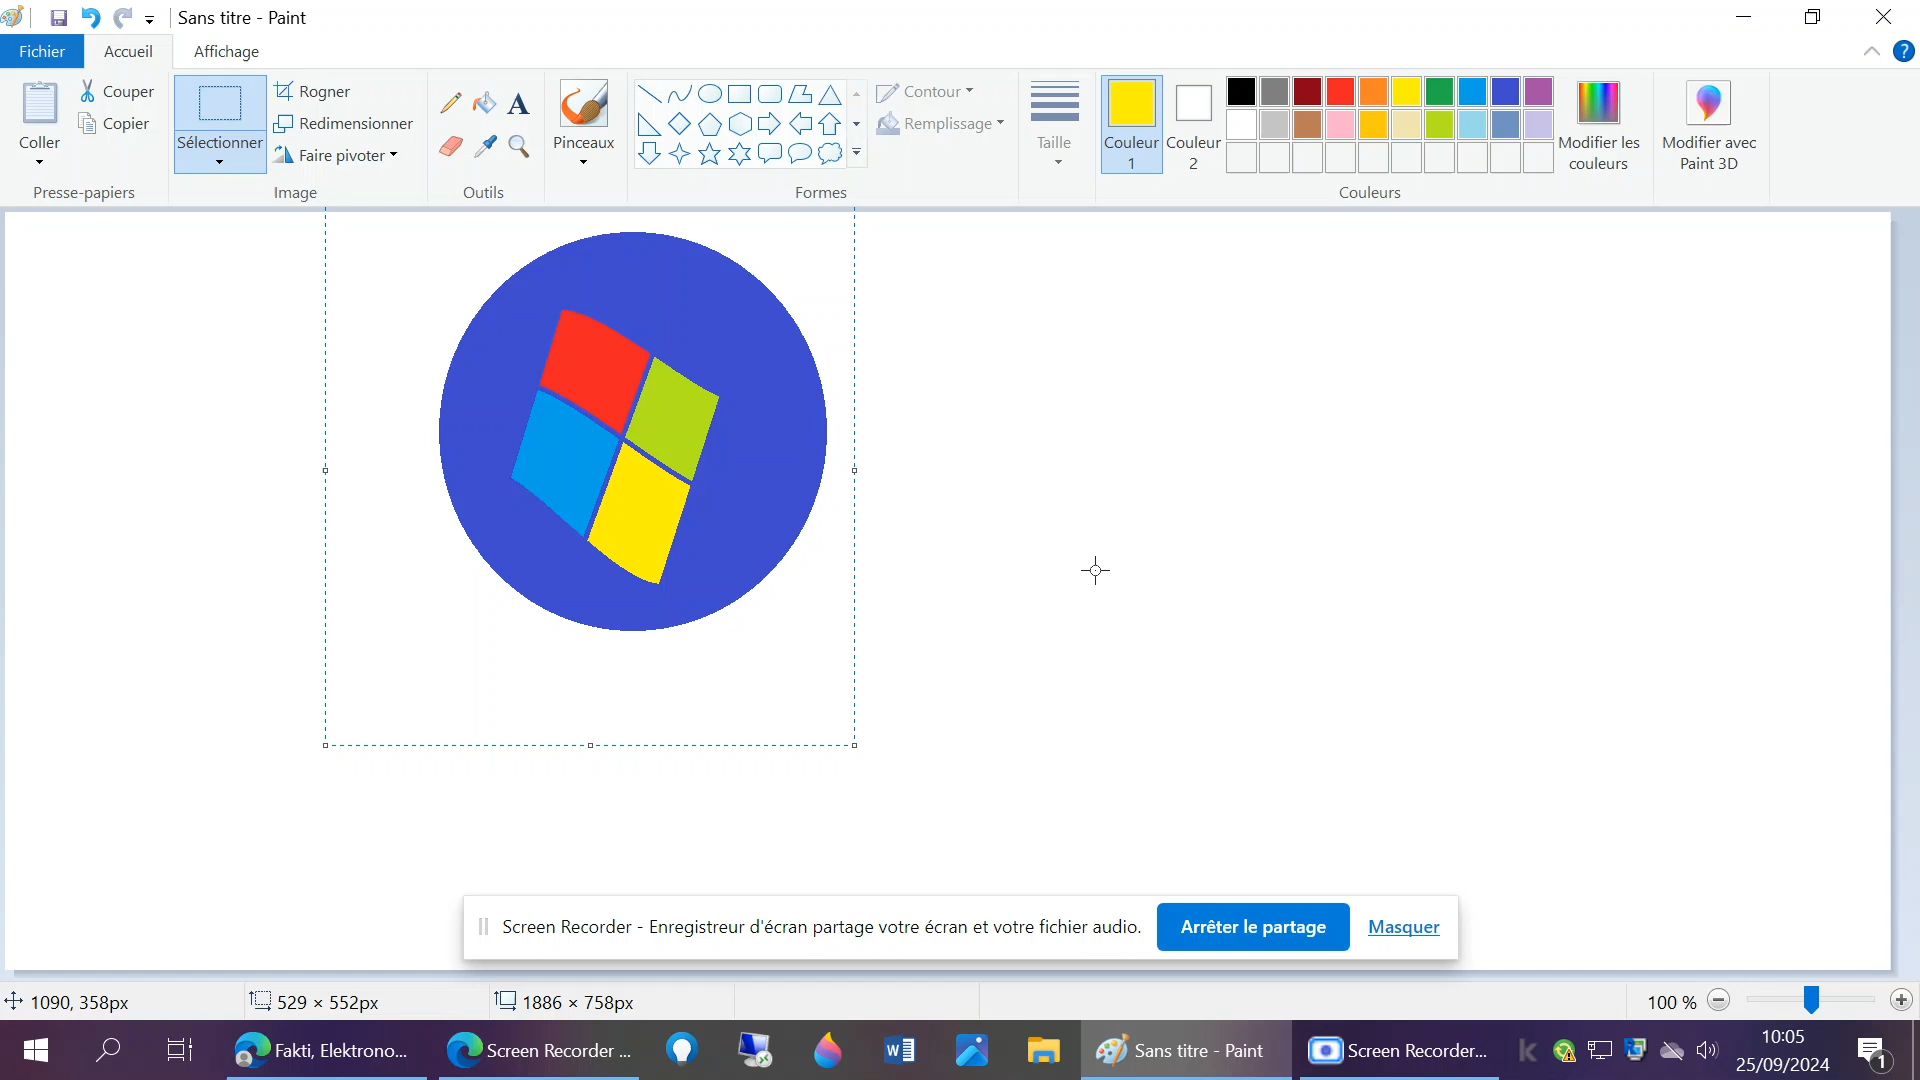 Sans titre - Paint
Fichier
Accueil
Affichage
Coller
Couper
Copier
Presse-papiers
Sélectionner
Rogner
Redimensionner
Faire pivoter
Image
A
Outils
Pinceaux
Formes
Contour
Remplissage
Taille
Couleur
1
Couleur
2
Couleurs
Modifier les
couleurs
Modifier avec
Paint 3D
?
Screen Recorder - Enregistreur d'écran partage votre écran et votre fichier audio.
Arrêter le partage
Masquer
1090, 358px
529 × 552px
1886 × 758px
100 %
Fakti, Elektrono...
Screen Recorder ...
W
Sans titre - Paint
Screen Recorder...
K
10:05
25/09/2024
1